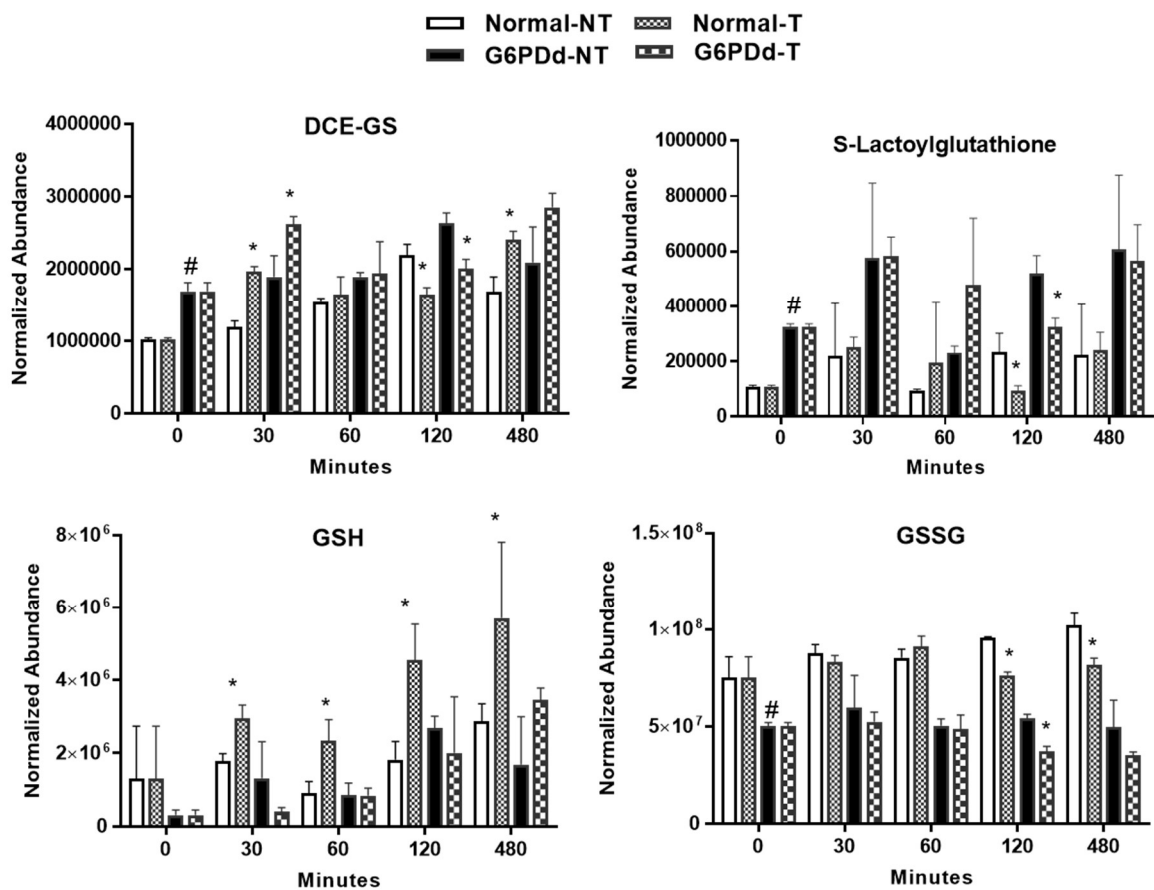 Normal-NT Normal-T
G6PDd-NT G6PDd-T
DCE-GS
4000000
3000000
2000000
1000000
0
Normalized Abundance
* * * * *
#
0 30 60 120 480
Minutes
S-Lactoylglutathione
1000000
800000
600000
400000
200000
0
Normalized Abundance
#
* *
0 30 60 120 480
Minutes
GSH
8×10⁶
6×10⁶
4×10⁶
2×10⁶
0
Normalized Abundance
* * * *
0 30 60 120 480
Minutes
GSSG
1.5×10⁸
1×10⁸
5×10⁷
0
Normalized Abundance
#
* * *
0 30 60 120 480
Minutes